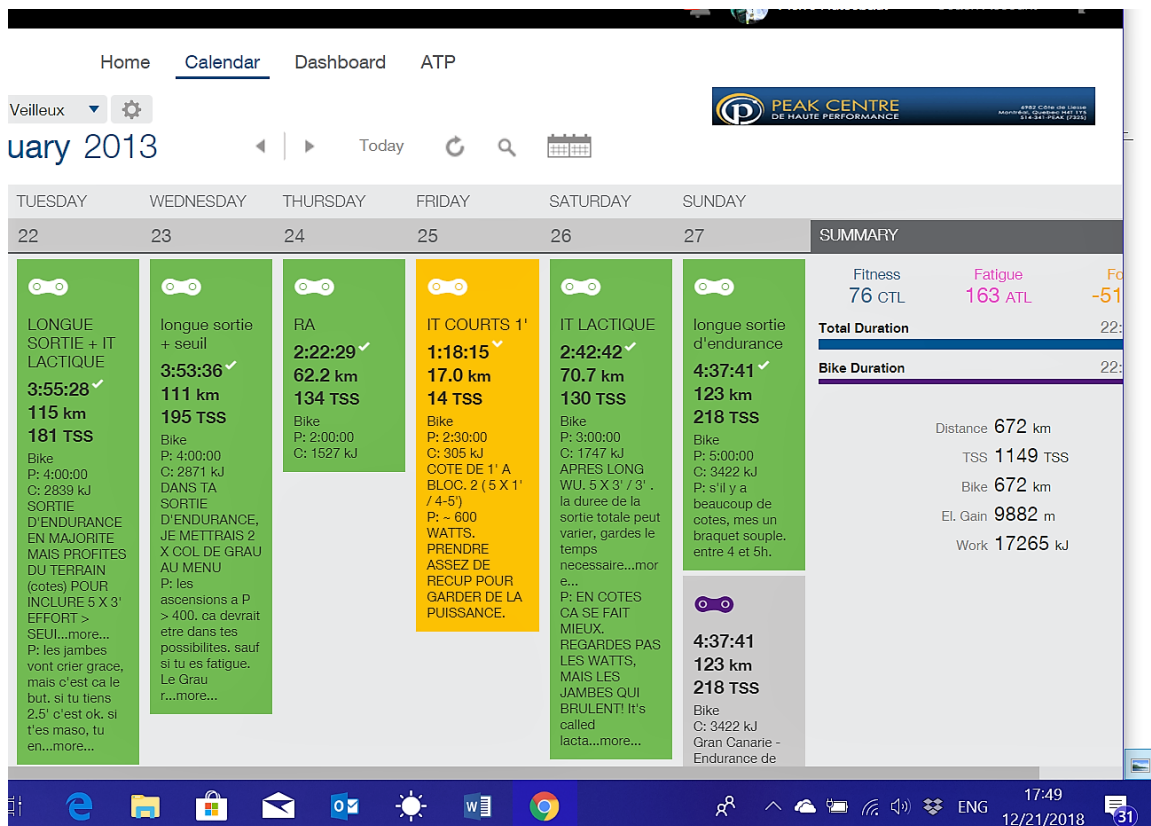 Home Calendar Dashboard ATP
Veilleux
PEAK CENTRE
DE HAUTE PERFORMANCE
6982 Côte de Liesse
Montréal, Quebec H4T 1Y5
514-341-PEAK (7325)
uary 2013
Today
TUESDAY WEDNESDAY THURSDAY FRIDAY SATURDAY SUNDAY
22 23 24 25 26 27 SUMMARY
LONGUE
SORTIE + IT
LACTIQUE
3:55:28
115 km
181 TSS
Bike
P: 4:00:00
C: 2839 kJ
SORTIE
D'ENDURANCE
EN MAJORITE
MAIS PROFITES
DU TERRAIN
(cotes) POUR
INCLURE 5 X 3'
EFFORT >
SEUI...more...
P: les jambes
vont crier grace,
mais c'est ca le
but. si tu tiens
2.5' c'est ok. si
t'es maso, tu
en...more...
longue sortie
+ seuil
3:53:36
111 km
195 TSS
Bike
P: 4:00:00
C: 2871 kJ
DANS TA
SORTIE
D'ENDURANCE,
JE METTRAIS 2
X COL DE GRAU
AU MENU
P: les
ascensions a P
> 400. ca devrait
etre dans tes
possibilites. sauf
si tu es fatigue.
Le Grau
r...more...
RA
2:22:29
62.2 km
134 TSS
Bike
P: 2:00:00
C: 1527 kJ
IT COURTS 1'
1:18:15
17.0 km
14 TSS
Bike
P: 2:30:00
C: 305 kJ
COTE DE 1' A
BLOC. 2 ( 5 X 1'
/ 4-5')
P: ~ 600
WATTS.
PRENDRE
ASSEZ DE
RECUP POUR
GARDER DE LA
PUISSANCE.
IT LACTIQUE
2:42:42
70.7 km
130 TSS
Bike
P: 3:00:00
C: 1747 kJ
APRES LONG
WU. 5 X 3' / 3' .
la duree de la
sortie totale peut
varier, gardes le
temps
necessaire...mor
e...
P: EN COTES
CA SE FAIT
MIEUX.
REGARDES PAS
LES WATTS,
MAIS LES
JAMBES QUI
BRULENT! It's
called
lacta...more...
longue sortie
d'endurance
4:37:41
123 km
218 TSS
Bike
P: 5:00:00
C: 3422 kJ
P: s'il y a
beaucoup de
cotes, mes un
braquet souple.
entre 4 et 5h.
4:37:41
123 km
218 TSS
Bike
C: 3422 kJ
Gran Canarie -
Endurance de
Fitness Fatigue Fo
76 CTL 163 ATL -51
Total Duration 22:
Bike Duration 22:
Distance 672 km
TSS 1149 TSS
Bike 672 km
El. Gain 9882 m
Work 17265 kJ
ENG
17:49
12/21/2018
31